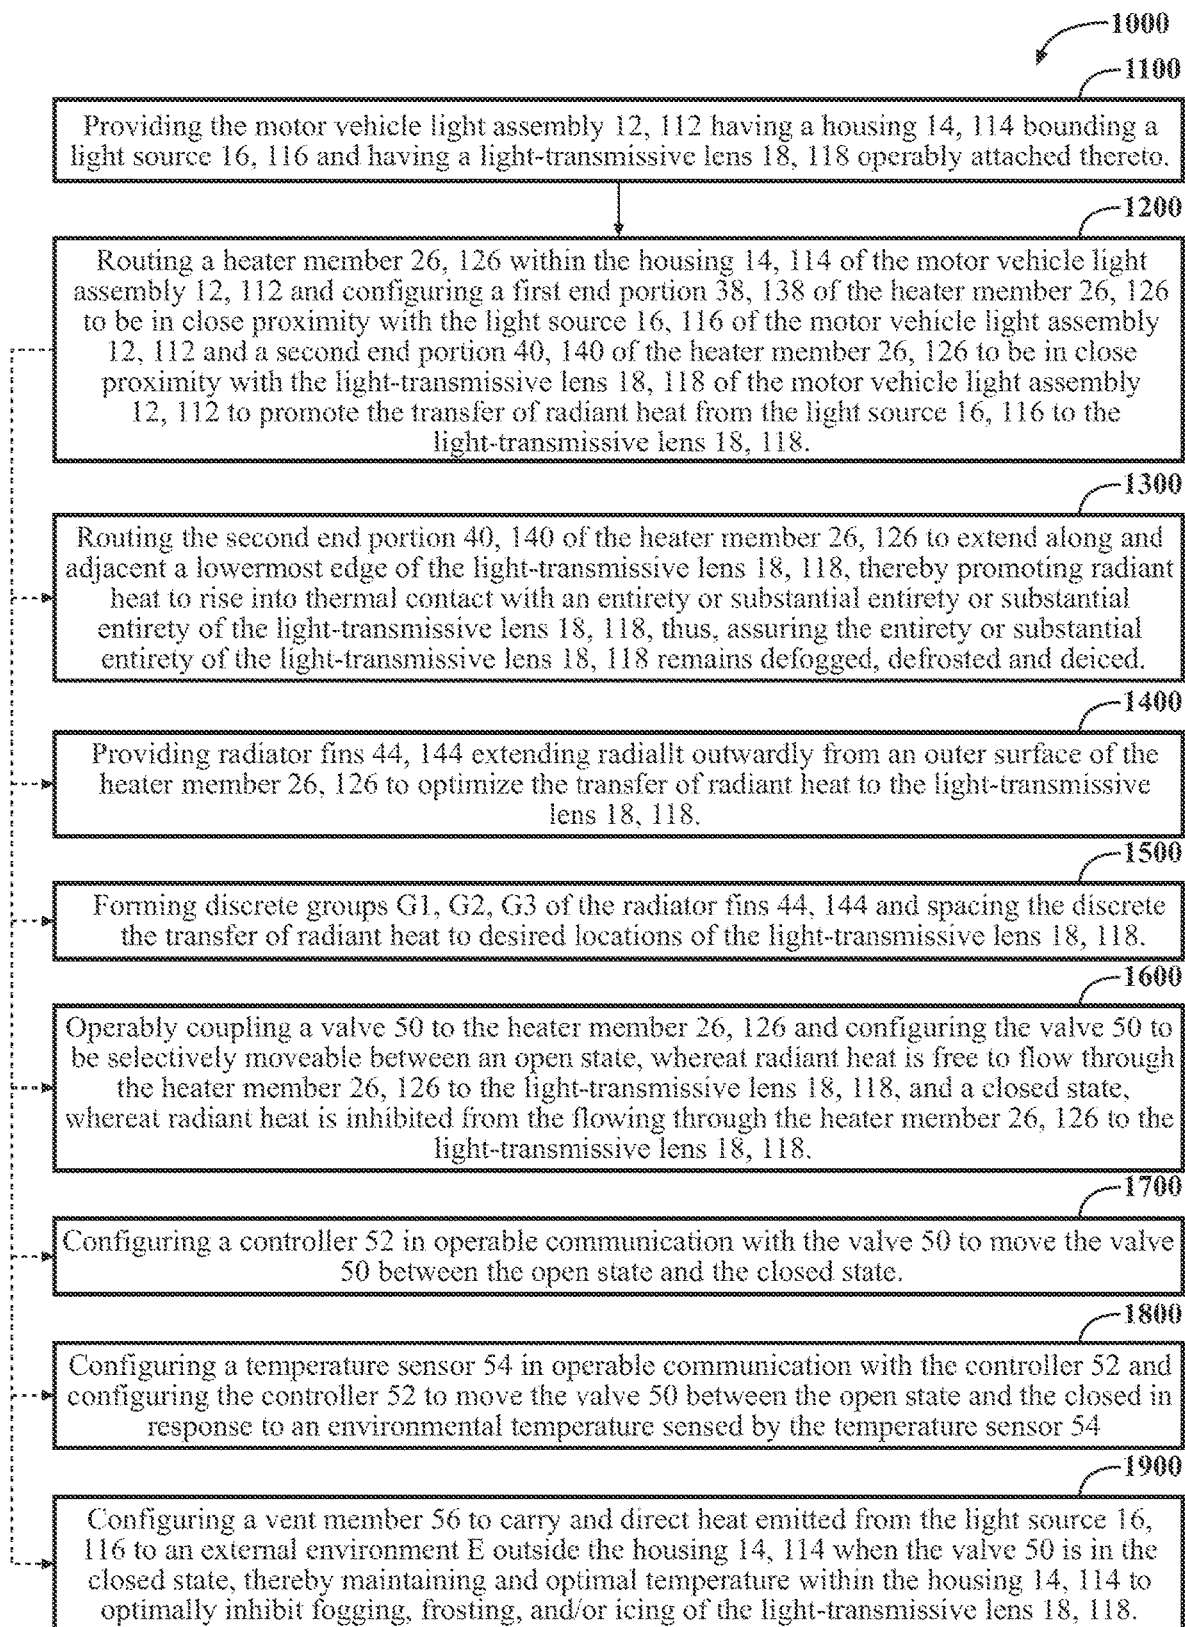 1000
1100
Providing the motor vehicle light assembly 12, 112 having a housing 14, 114 bounding a
light source 16, 116 and having a light-transmissive lens 18, 118 operably attached thereto.
1200
Routing a heater member 26, 126 within the housing 14, 114 of the motor vehicle light
assembly 12, 112 and configuring a first end portion 38, 138 of the heater member 26, 126
to be in close proximity with the light source 16, 116 of the motor vehicle light assembly
12, 112 and a second end portion 40, 140 of the heater member 26, 126 to be in close
proximity with the light-transmissive lens 18, 118 of the motor vehicle light assembly
12, 112 to promote the transfer of radiant heat from the light source 16, 116 to the
light-transmissive lens 18, 118.
1300
Routing the second end portion 40, 140 of the heater member 26, 126 to extend along and
adjacent a lowermost edge of the light-transmissive lens 18, 118, thereby promoting radiant
heat to rise into thermal contact with an entirety or substantial entirety or substantial
entirety of the light-transmissive lens 18, 118, thus, assuring the entirety or substantial
entirety of the light-transmissive lens 18, 118 remains defogged, defrosted and deiced.
1400
Providing radiator fins 44, 144 extending radiallt outwardly from an outer surface of the
heater member 26, 126 to optimize the transfer of radiant heat to the light-transmissive
lens 18, 118.
1500
Forming discrete groups G1, G2, G3 of the radiator fins 44, 144 and spacing the discrete
the transfer of radiant heat to desired locations of the light-transmissive lens 18, 118.
1600
Operably coupling a valve 50 to the heater member 26, 126 and configuring the valve 50 to
be selectively moveable between an open state, whereat radiant heat is free to flow through
the heater member 26, 126 to the light-transmissive lens 18, 118, and a closed state,
whereat radiant heat is inhibited from the flowing through the heater member 26, 126 to the
light-transmissive lens 18, 118.
1700
Configuring a controller 52 in operable communication with the valve 50 to move the valve
50 between the open state and the closed state.
1800
Configuring a temperature sensor 54 in operable communication with the controller 52 and
configuring the controller 52 to move the valve 50 between the open state and the closed in
response to an environmental temperature sensed by the temperature sensor 54
1900
Configuring a vent member 56 to carry and direct heat emitted from the light source 16,
116 to an external environment E outside the housing 14, 114 when the valve 50 is in the
closed state, thereby maintaining and optimal temperature within the housing 14, 114 to
optimally inhibit fogging, frosting, and/or icing of the light-transmissive lens 18, 118.